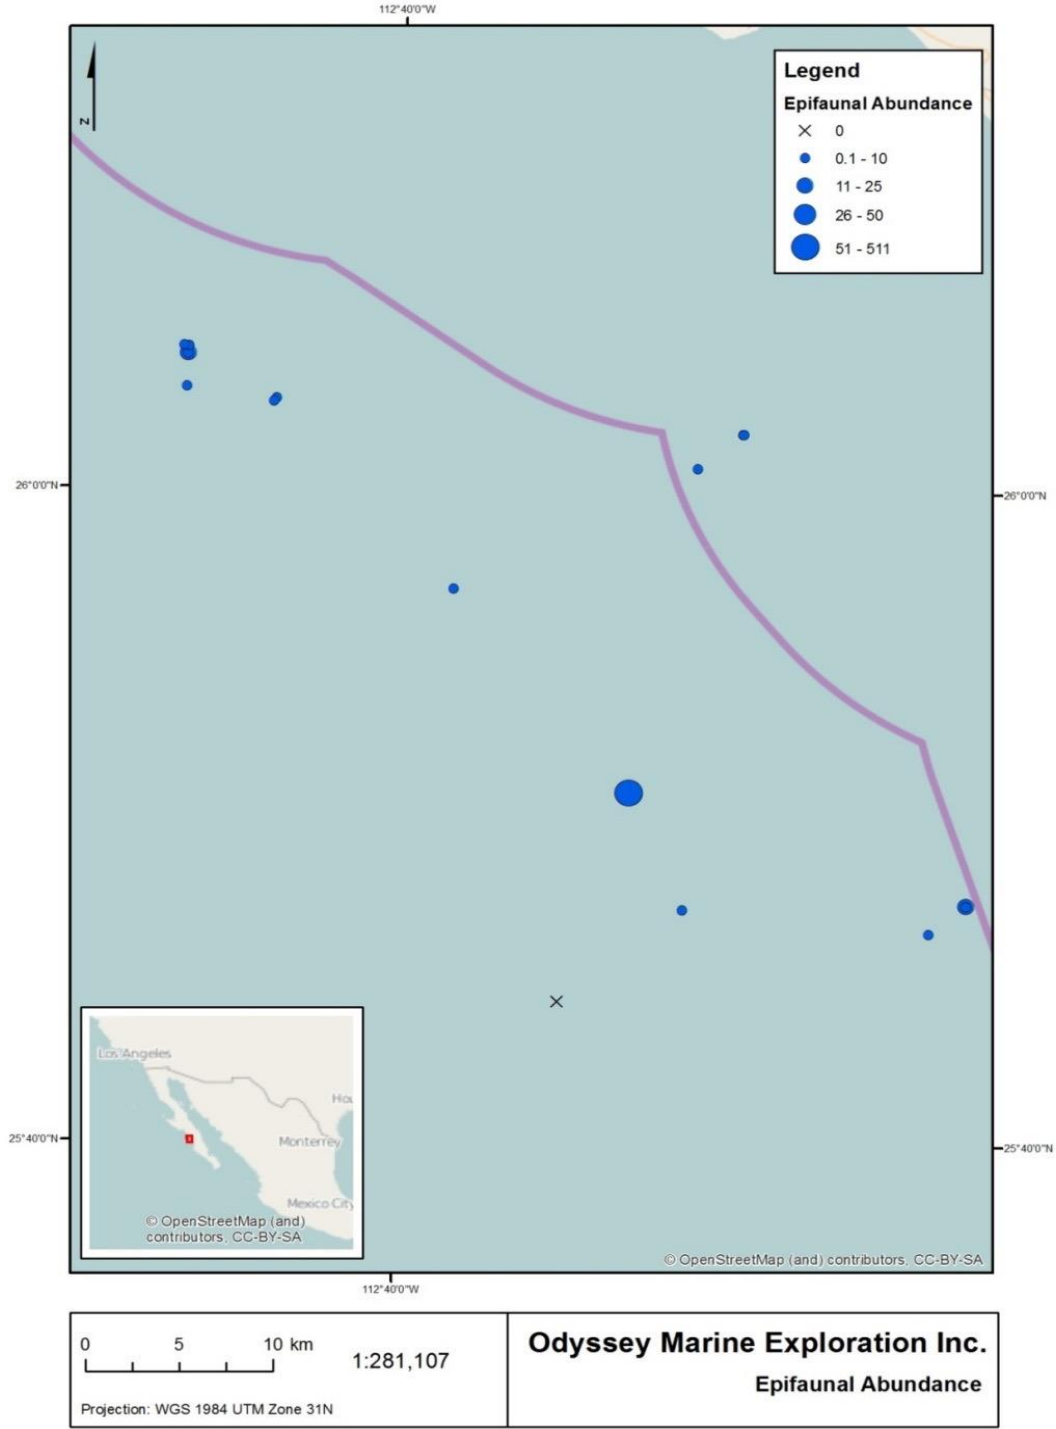 112°40'0"W
Legend
Epifaunal Abundance
0
0.1 - 10
11 - 25
26 - 50
51 - 511
N
26°0'0"N
26°0'0"N
Los Angeles
Hou
Monterrey
Mexico City
© OpenStreetMap (and)
contributors, CC-BY-SA
25°40'0"N
25°40'0"N
© OpenStreetMap (and) contributors, CC-BY-SA
112°40'0"W
0 5 10 km
1:281,107
Projection: WGS 1984 UTM Zone 31N
Odyssey Marine Exploration Inc.
Epifaunal Abundance